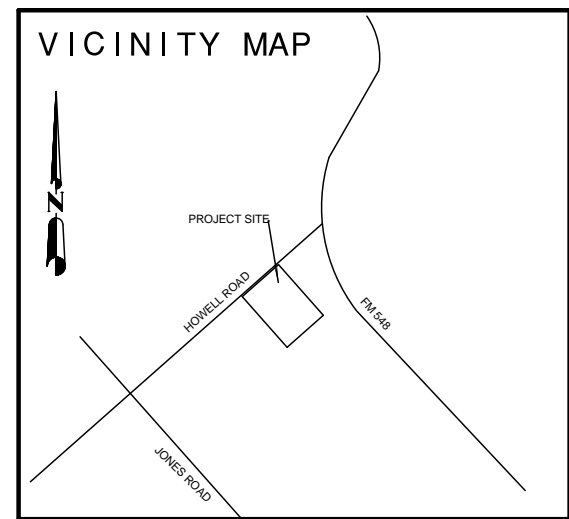 VICINITY MAP
N
PROJECT SITE
HOWELL ROAD
FM 548
JONES ROAD